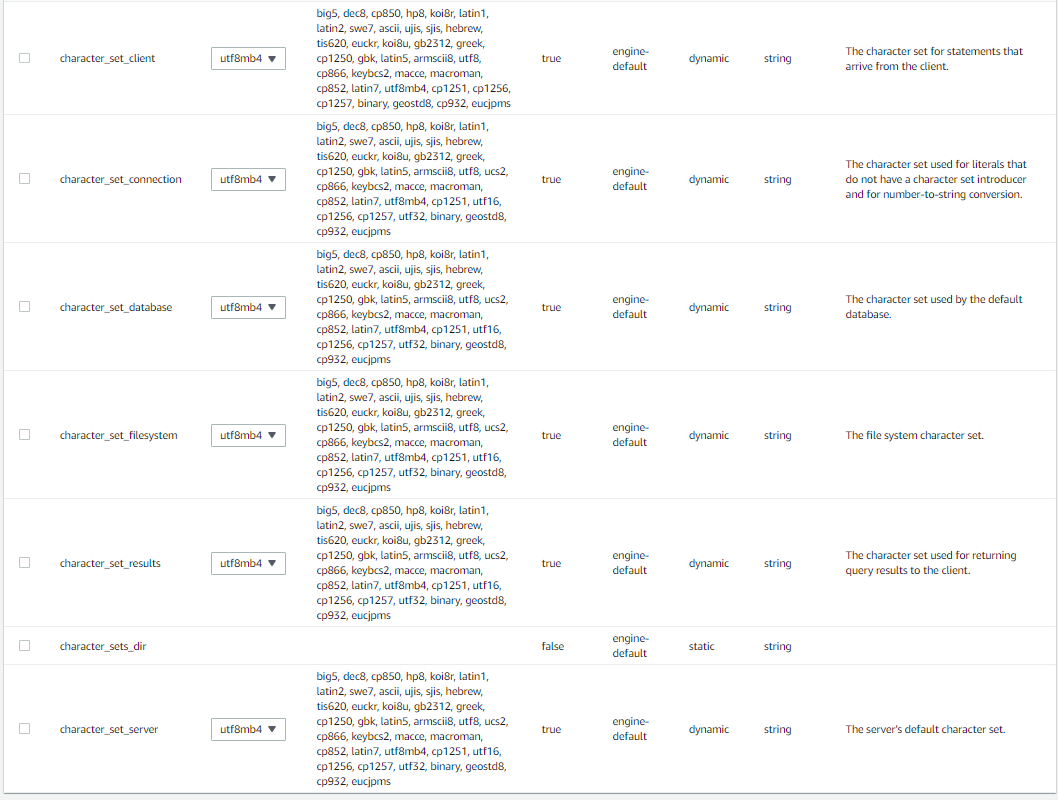 character_set_client
utf8mb4
big5, dec8, cp850, hp8, koi8r, latin1,
latin2, swe7, ascii, ujis, sjis, hebrew,
tis620, euckr, koi8u, gb2312, greek,
cp1250, gbk, latin5, armscii8, utf8,
cp866, keybcs2, macce, macroman,
cp852, latin7, utf8mb4, cp1251, cp1256,
cp1257, binary, geostd8, cp932, eucjpms
true
engine-
default
dynamic
string
The character set for statements that
arrive from the client.
character_set_connection
utf8mb4
big5, dec8, cp850, hp8, koi8r, latin1,
latin2, swe7, ascii, ujis, sjis, hebrew,
tis620, euckr, koi8u, gb2312, greek,
cp1250, gbk, latin5, armscii8, utf8, ucs2,
cp866, keybcs2, macce, macroman,
cp852, latin7, utf8mb4, cp1251, utf16,
cp1256, cp1257, utf32, binary, geostd8,
cp932, eucjpms
true
engine-
default
dynamic
string
The character set used for literals that
do not have a character set introducer
and for number-to-string conversion.
character_set_database
utf8mb4
big5, dec8, cp850, hp8, koi8r, latin1,
latin2, swe7, ascii, ujis, sjis, hebrew,
tis620, euckr, koi8u, gb2312, greek,
cp1250, gbk, latin5, armscii8, utf8, ucs2,
cp866, keybcs2, macce, macroman,
cp852, latin7, utf8mb4, cp1251, utf16,
cp1256, cp1257, utf32, binary, geostd8,
cp932, eucjpms
true
engine-
default
dynamic
string
The character set used by the default
database.
character_set_filesystem
utf8mb4
big5, dec8, cp850, hp8, koi8r, latin1,
latin2, swe7, ascii, ujis, sjis, hebrew,
tis620, euckr, koi8u, gb2312, greek,
cp1250, gbk, latin5, armscii8, utf8, ucs2,
cp866, keybcs2, macce, macroman,
cp852, latin7, utf8mb4, cp1251, utf16,
cp1256, cp1257, utf32, binary, geostd8,
cp932, eucjpms
true
engine-
default
dynamic
string
The file system character set.
character_set_results
utf8mb4
big5, dec8, cp850, hp8, koi8r, latin1,
latin2, swe7, ascii, ujis, sjis, hebrew,
tis620, euckr, koi8u, gb2312, greek,
cp1250, gbk, latin5, armscii8, utf8, ucs2,
cp866, keybcs2, macce, macroman,
cp852, latin7, utf8mb4, cp1251, utf16,
cp1256, cp1257, utf32, binary, geostd8,
cp932, eucjpms
true
engine-
default
dynamic
string
The character set used for returning
query results to the client.
character_sets_dir
false
engine-
default
static
string
character_set_server
utf8mb4
big5, dec8, cp850, hp8, koi8r, latin1,
latin2, swe7, ascii, ujis, sjis, hebrew,
tis620, euckr, koi8u, gb2312, greek,
cp1250, gbk, latin5, armscii8, utf8, ucs2,
cp866, keybcs2, macce, macroman,
cp852, latin7, utf8mb4, cp1251, utf16,
cp1256, cp1257, utf32, binary, geostd8,
cp932, eucjpms
true
engine-
default
dynamic
string
The server's default character set.